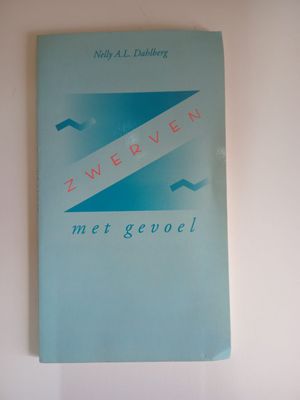 Nelly A.L. Dahlberg
ZWERVEN
met gevoel